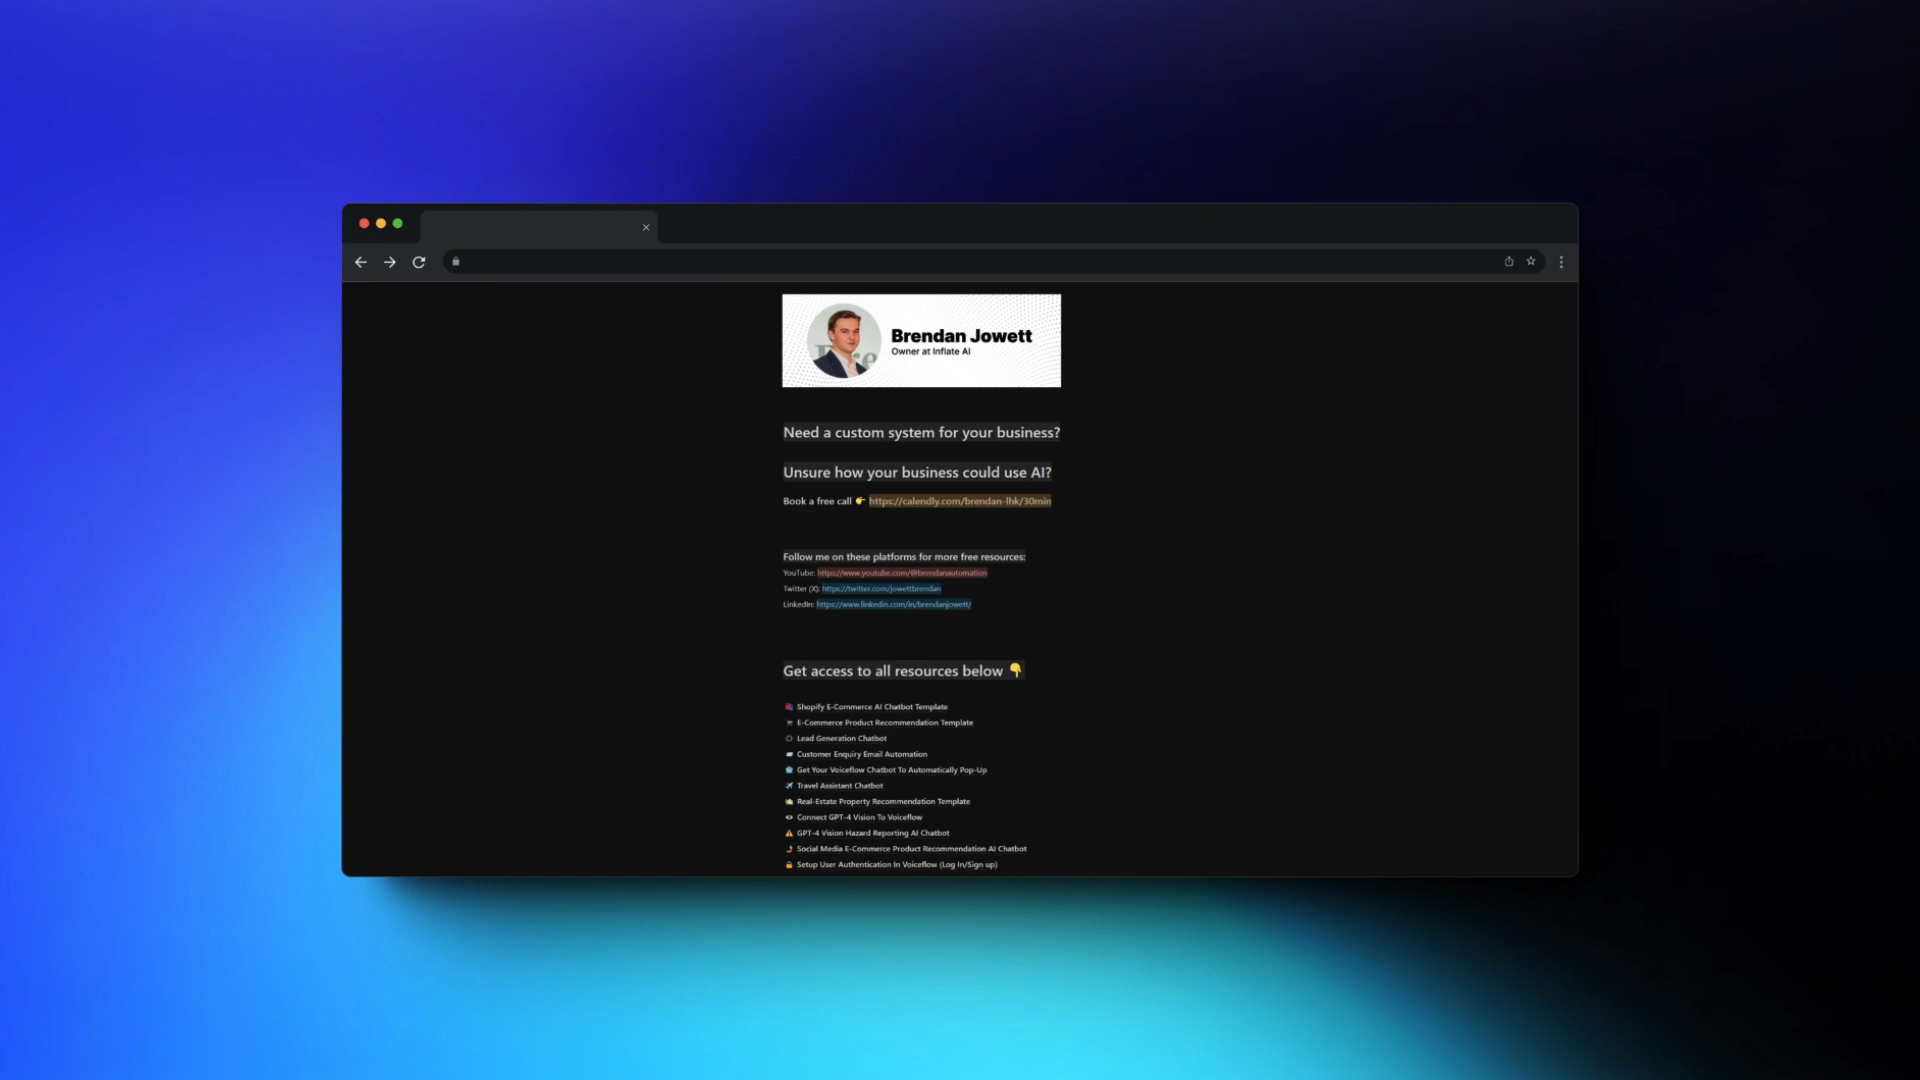 Brendan Jowett
Owner at Inflate AI
Need a custom system for your business?
Unsure how your business could use AI?
Book a free call 👉 https://calendly.com/brendan-lhk/30min
Follow me on these platforms for more free resources:
YouTube: https://www.youtube.com/@brendanautomation
Twitter (X): https://twitter.com/jowettbrendan
LinkedIn: https://www.linkedin.com/in/brendanjowett/
Get access to all resources below 👇
Shopify E-Commerce AI Chatbot Template
E-Commerce Product Recommendation Template
Lead Generation Chatbot
Customer Enquiry Email Automation
Get Your Voiceflow Chatbot To Automatically Pop-Up
Travel Assistant Chatbot
Real-Estate Property Recommendation Template
Connect GPT-4 Vision To Voiceflow
GPT-4 Vision Hazard Reporting AI Chatbot
Social Media E-Commerce Product Recommendation AI Chatbot
Setup User Authentication In Voiceflow (Log In/Sign up)